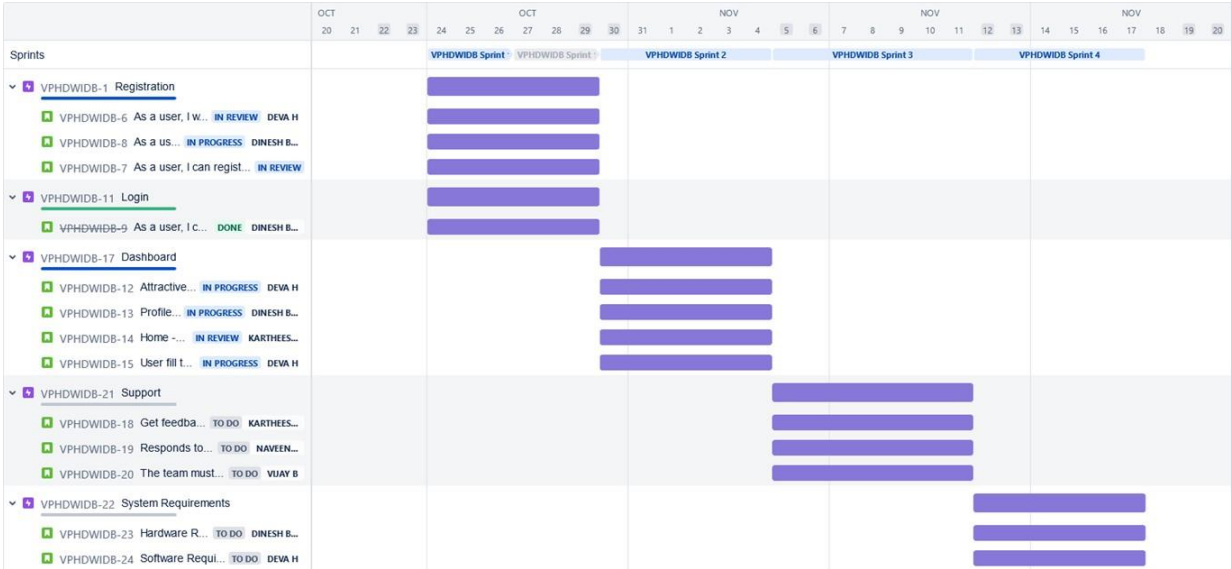 OCT OCT NOV NOV NOV
20 21 22 23 24 25 26 27 28 29 30 31 1 2 3 4 5 6 7 8 9 10 11 12 13 14 15 16 17 18 19 20
Sprints VPHDWIDB Sprint VPHDWIDB Sprint VPHDWIDB Sprint 2 VPHDWIDB Sprint 3 VPHDWIDB Sprint 4
VPHDWIDB-1 Registration
VPHDWIDB-6 As a user, I w... IN REVIEW DEVA H
VPHDWIDB-8 As a us... IN PROGRESS DINESH B...
VPHDWIDB-7 As a user, I can regist... IN REVIEW
VPHDWIDB-11 Login
VPHDWIDB-9 As a user, I c... DONE DINESH B...
VPHDWIDB-17 Dashboard
VPHDWIDB-12 Attractive... IN PROGRESS DEVA H
VPHDWIDB-13 Profile... IN PROGRESS DINESH B...
VPHDWIDB-14 Home -... IN REVIEW KARTHEES...
VPHDWIDB-15 User fill t... IN PROGRESS DEVA H
VPHDWIDB-21 Support
VPHDWIDB-18 Get feedba... TO DO KARTHEES...
VPHDWIDB-19 Responds to... TO DO NAVEEN...
VPHDWIDB-20 The team must... TO DO VIJAY B
VPHDWIDB-22 System Requirements
VPHDWIDB-23 Hardware R... TO DO DINESH B...
VPHDWIDB-24 Software Requi... TO DO DEVA H